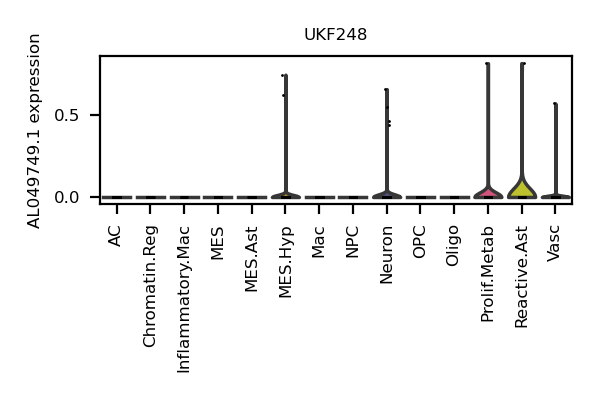 UKF248
AL049749.1 expression
0.5
0.0
AC
Chromatin.Reg
Inflammatory.Mac
MES
MES.Ast
MES.Hyp
Mac
NPC
Neuron
OPC
Oligo
Prolif.Metab
Reactive.Ast
Vasc